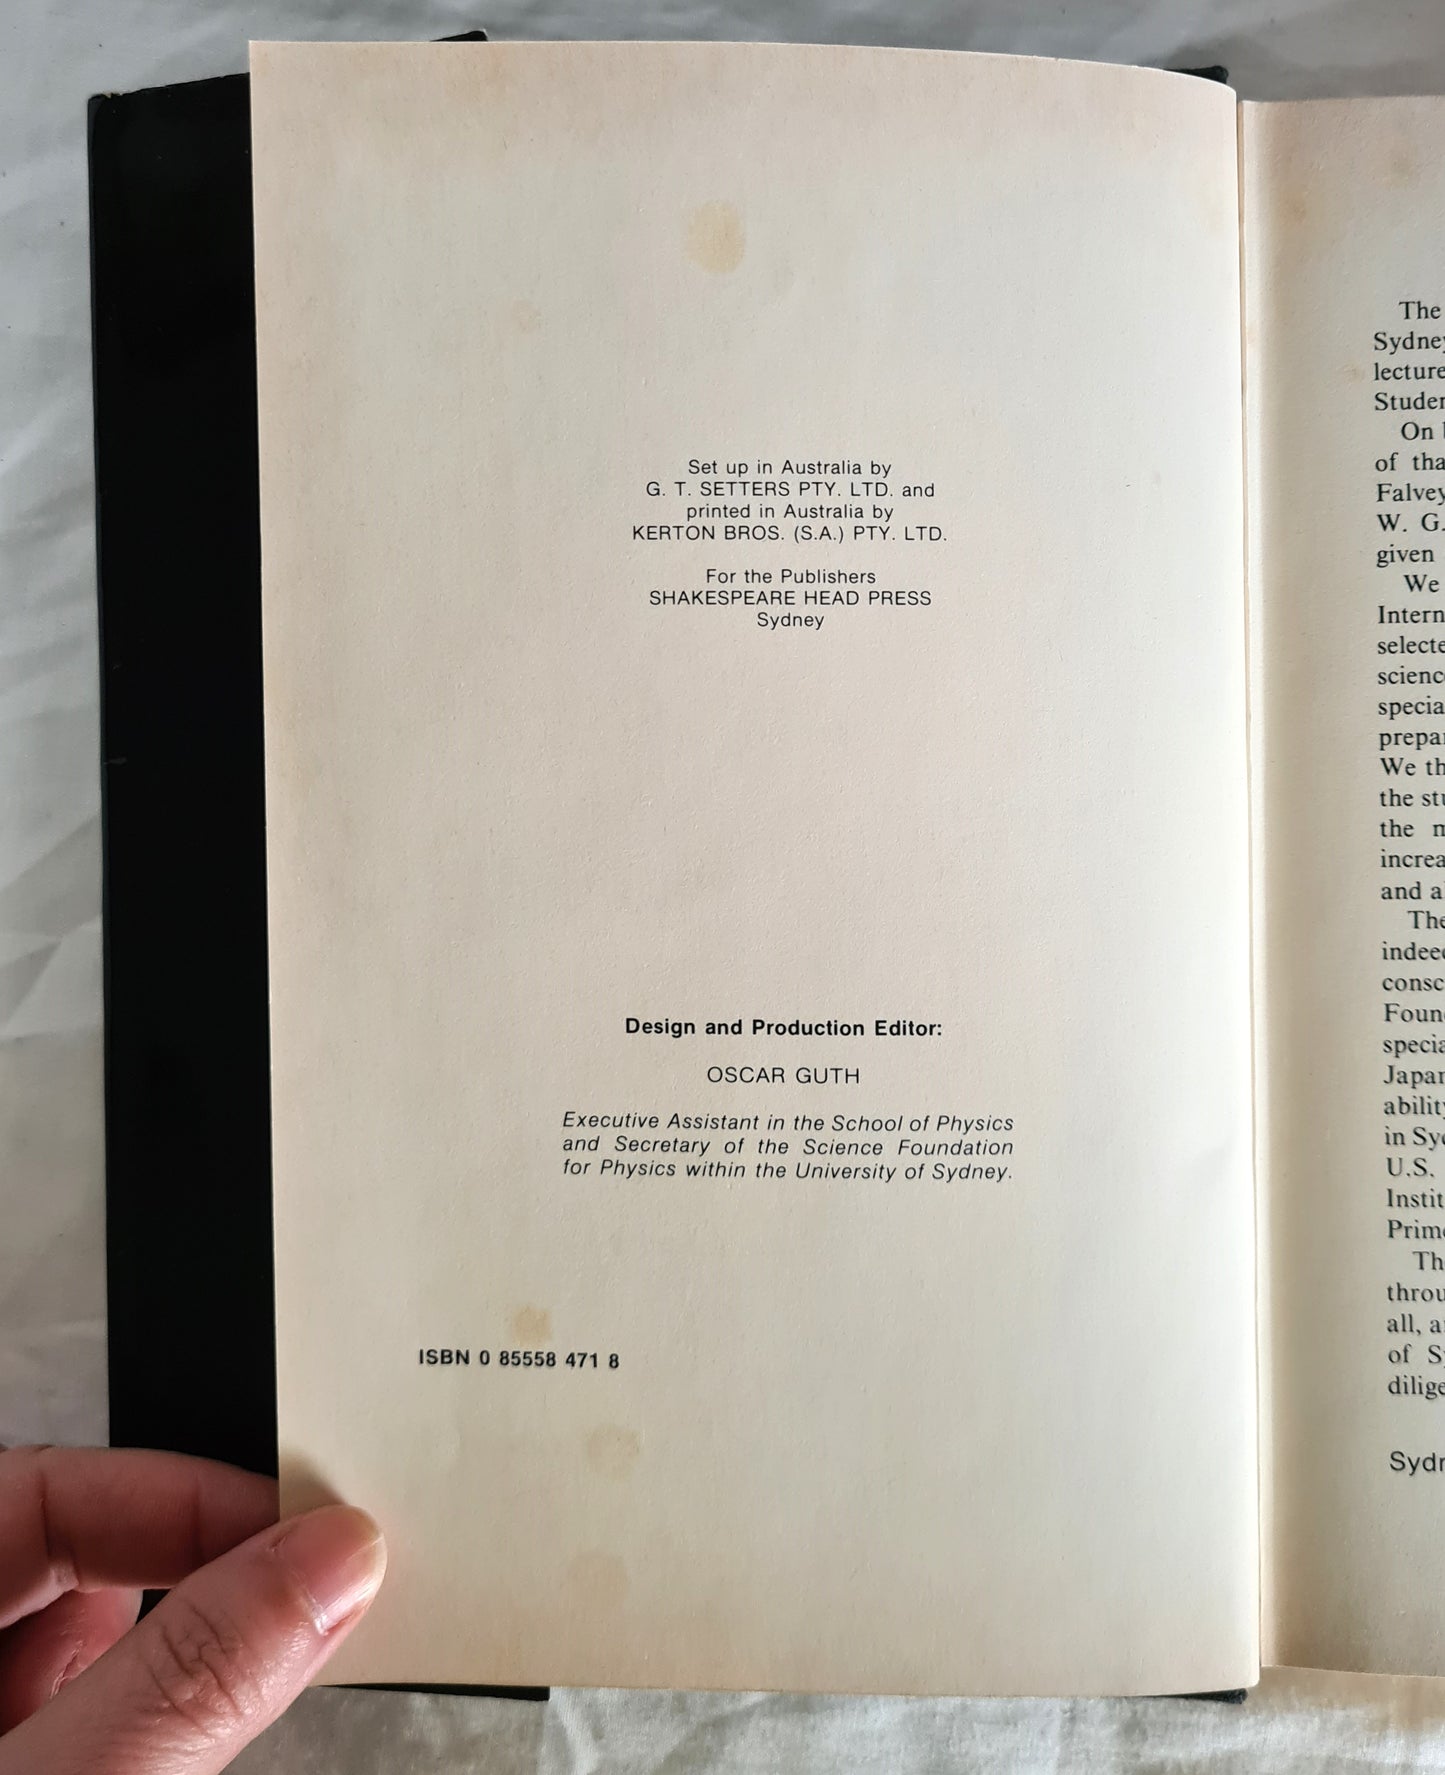 Set up in Australia by
G. T. SETTERS PTY. LTD. and
printed in Australia by
KERTON BROS. (S.A.) PTY. LTD.
For the Publishers
SHAKESPEARE HEAD PRESS
Sydney
Design and Production Editor:
OSCAR GUTH
Executive Assistant in the School of Physics
and Secretary of the Science Foundation
for Physics within the University of Sydney.
ISBN 0 85558 471 8
The
Sydney
lecture
Studen
On
of tha
Falvey
W. G.
given
We
Intern
selecte
scienc
specia
prepar
We th
the stu
the m
increa
and a
The
indeed
consc
Foun
specia
Japan
ability
in Syd
U.S.
Instit
Prime
Th
throu
all, a
of Sy
dilige
Sydn